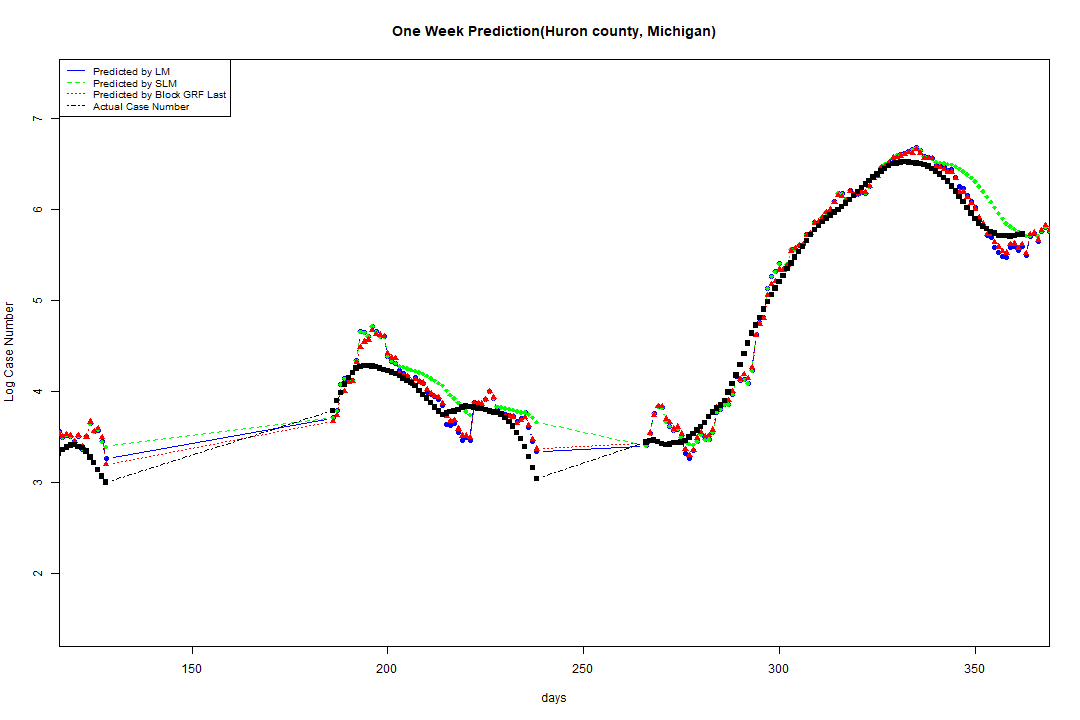 One Week Prediction(Huron county, Michigan)
Predicted by LM
Predicted by SLM
Predicted by Block GRF Last
Actual Case Number
Log Case Number
7
6
5
4
3
2
150 200 250 300 350
days